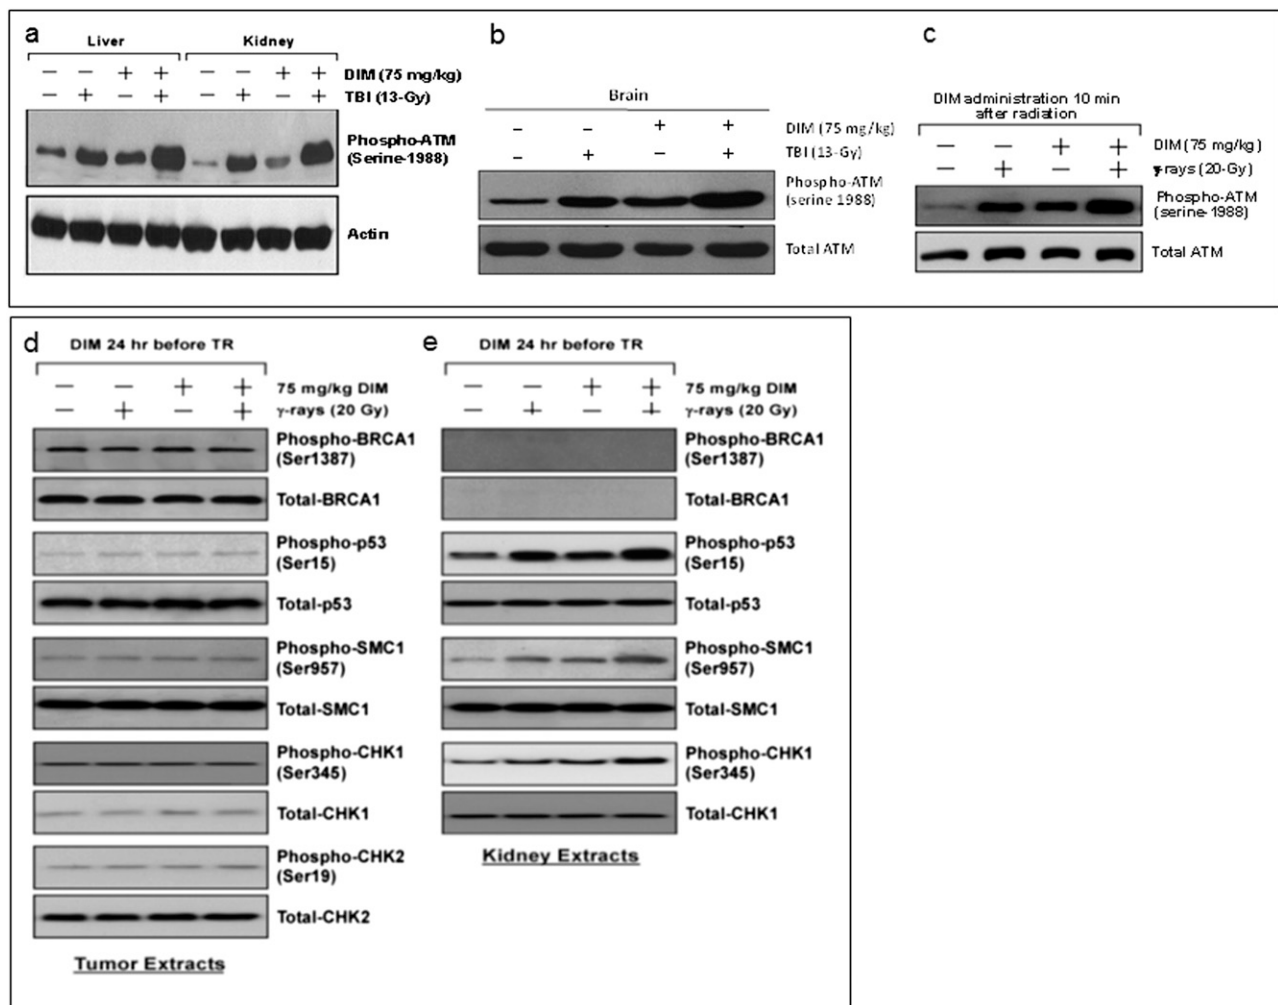 a
Liver Kidney
− − + + − − + + DIM (75 mg/kg)
− + − + − + − + TBI (13-Gy)
Phospho-ATM
(Serine-1988)
Actin
b
Brain
− − + + DIM (75 mg/kg)
− + − + TBI (13-Gy)
Phospho-ATM
(serine 1988)
Total ATM
c
DIM administration 10 min
after radiation
− − + + DIM (75 mg/kg)
− + − + γ-rays (20-Gy)
Phospho-ATM
(serine-1988)
Total ATM
d
DIM 24 hr before TR
− − + + 75 mg/kg DIM
− + − + γ-rays (20 Gy)
Phospho-BRCA1
(Ser1387)
Total-BRCA1
Phospho-p53
(Ser15)
Total-p53
Phospho-SMC1
(Ser957)
Total-SMC1
Phospho-CHK1
(Ser345)
Total-CHK1
Phospho-CHK2
(Ser19)
Total-CHK2
Tumor Extracts
e
DIM 24 hr before TR
− − + + 75 mg/kg DIM
− + − + γ-rays (20 Gy)
Phospho-BRCA1
(Ser1387)
Total-BRCA1
Phospho-p53
(Ser15)
Total-p53
Phospho-SMC1
(Ser957)
Total-SMC1
Phospho-CHK1
(Ser345)
Total-CHK1
Kidney Extracts